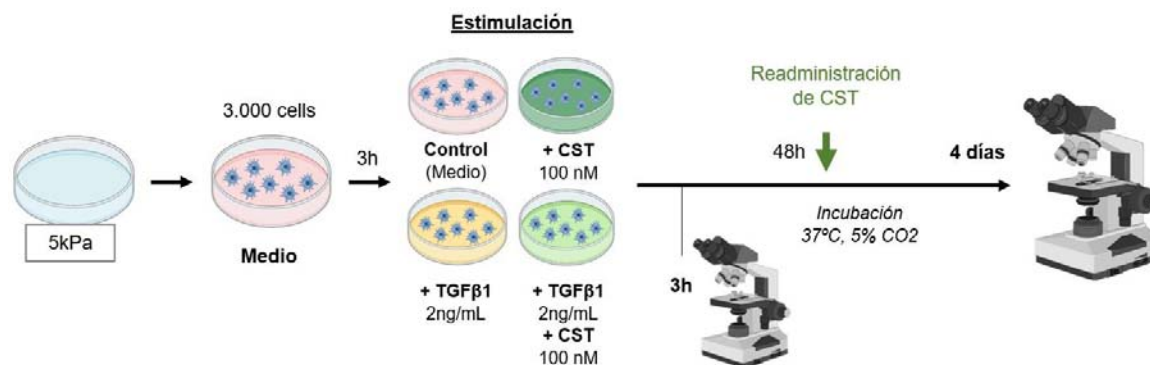 Estimulación
3.000 cells
5kPa
Medio
3h
Control
(Medio)
+ CST
100 nM
+ TGFβ1
2ng/mL
+ TGFβ1
2ng/mL
+ CST
100 nM
3h
Readministración
de CST
48h
Incubación
37ºC, 5% CO2
4 días